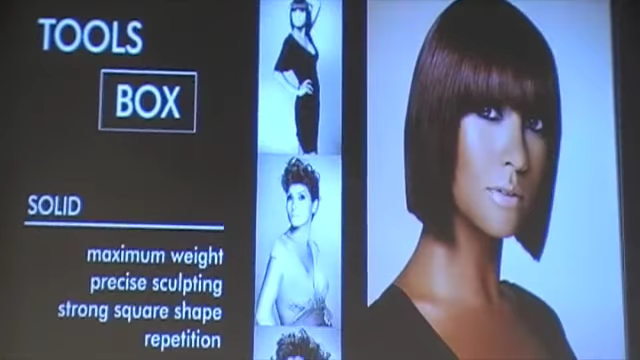 TOOLS
BOX
SOLID
maximum weight
precise sculpting
strong square shape
repetition